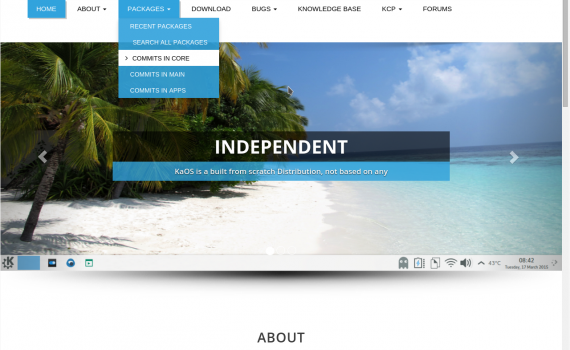 HOME ABOUT PACKAGES DOWNLOAD BUGS KNOWLEDGE BASE KCP FORUMS
RECENT PACKAGES
SEARCH ALL PACKAGES
COMMITS IN CORE
COMMITS IN MAIN
COMMITS IN APPS
INDEPENDENT
KaOS is a built from scratch Distribution, not based on any
43°C 08:42
Tuesday, 17 March 2015
ABOUT